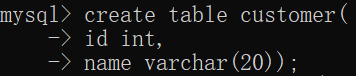 mysql> create table customer(
    -> id int,
    -> name varchar(20));